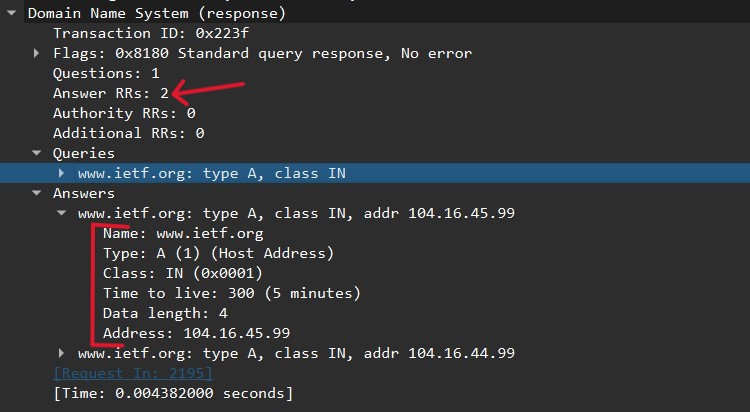 Domain Name System (response)
Transaction ID: 0x223f
Flags: 0x8180 Standard query response, No error
Questions: 1
Answer RRs: 2
Authority RRs: 0
Additional RRs: 0
Queries
www.ietf.org: type A, class IN
Answers
www.ietf.org: type A, class IN, addr 104.16.45.99
Name: www.ietf.org
Type: A (1) (Host Address)
Class: IN (0x0001)
Time to live: 300 (5 minutes)
Data length: 4
Address: 104.16.45.99
www.ietf.org: type A, class IN, addr 104.16.44.99
[Request In: 2195]
[Time: 0.004382000 seconds]